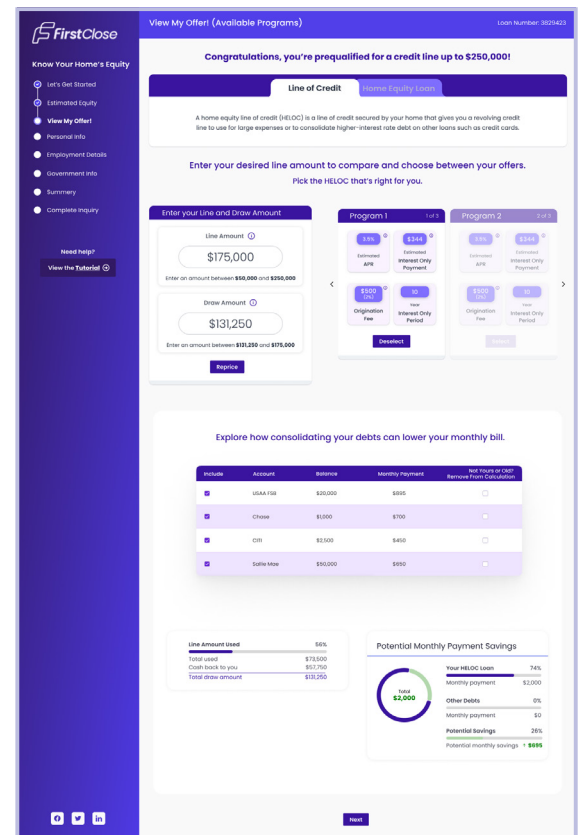 FirstClose
Know Your Home's Equity
Let's Get Started
Estimated Equity
View My Offer!
Personal Info
Employment Details
Government Info
Summery
Complete Inquiry
Need help?
View the Tutorial
View My Offer! (Available Programs)
Loan Number: 3829423
Congratulations, you're prequalified for a credit line up to $250,000!
Line of Credit
Home Equity Loan
A home equity line of credit (HELOC) is a line of credit secured by your home that gives you a revolving credit
line to use for large expenses or to consolidate higher-interest rate debt on other loans such as credit cards.
Enter your desired line amount to compare and choose between your offers.
Pick the HELOC that's right for you.
Enter your Line and Draw Amount
Line Amount
$175,000
Enter an amount between $50,000 and $250,000
Draw Amount
$131,250
Enter an amount between $131,250 and $175,000
Reprice
Program 1
1 of 3
3.5%
Estimated
APR
$344
Estimated
Interest Only
Payment
$500
(2%)
Origination
Fee
10
Year
Interest Only
Period
Deselect
Program 2
2 of 3
3.5%
Estimated
APR
$344
Estimated
Interest Only
Payment
$500
(2%)
Origination
Fee
10
Year
Interest Only
Period
Explore how consolidating your debts can lower your monthly bill.
Include Account Balance Monthly Payment Not Yours or Old?
Remove From Calculation
USAA FSB $20,000 $895
Chase $1,000 $700
Citi $2,500 $450
Sallie Mae $50,000 $650
Line Amount Used 56%
Total used $73,500
Cash back to you $57,750
Total draw amount $131,250
Potential Monthly Payment Savings
Total
$2,000
Your HELOC Loan 74%
Monthly payment $2,000
Other Debts 0%
Monthly payment $0
Potential Savings 26%
Potential monthly savings ↑ $695
Next